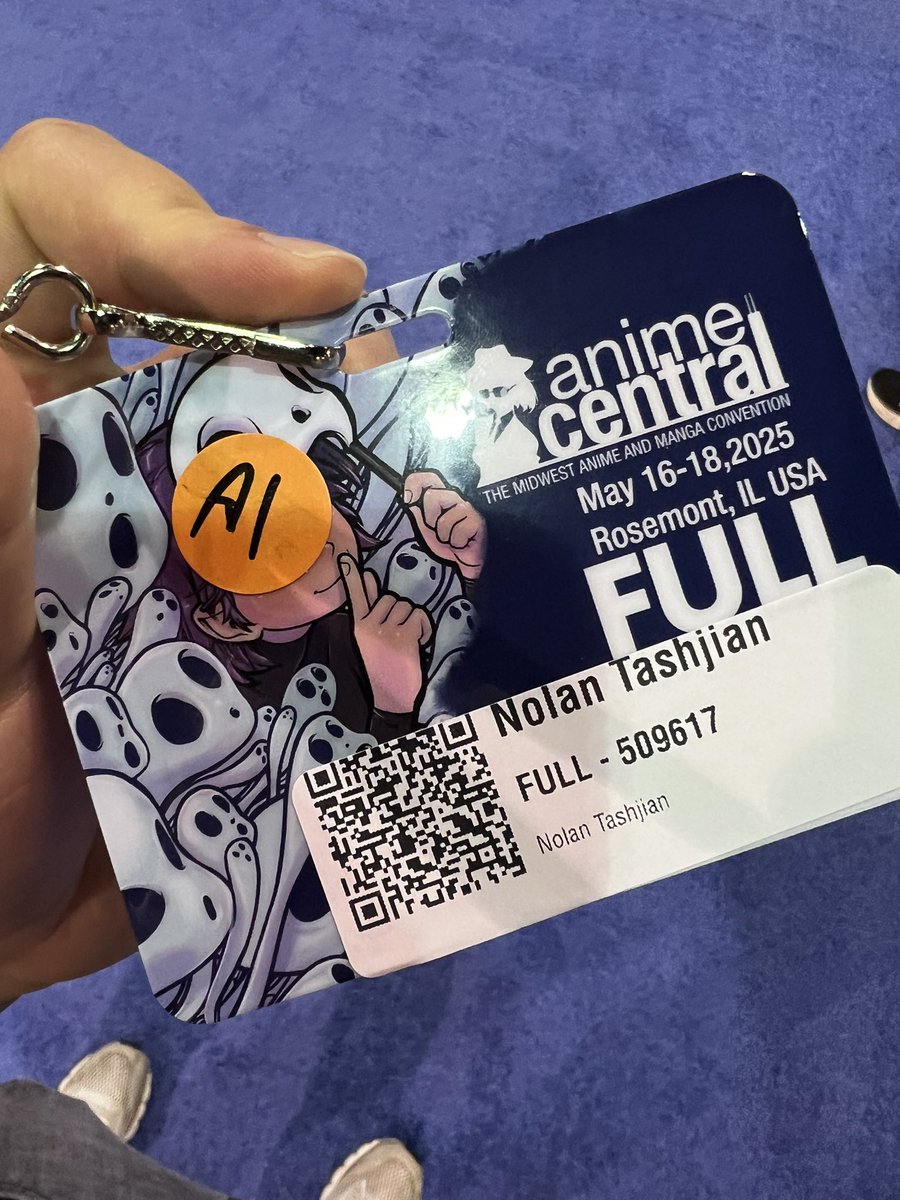 AI
anime
central
THE MIDWEST ANIME AND MANGA CONVENTION
May 16-18,2025
Rosemont, IL USA
FULL
Nolan Tashjian
FULL - 509617
Nolan Tashjian